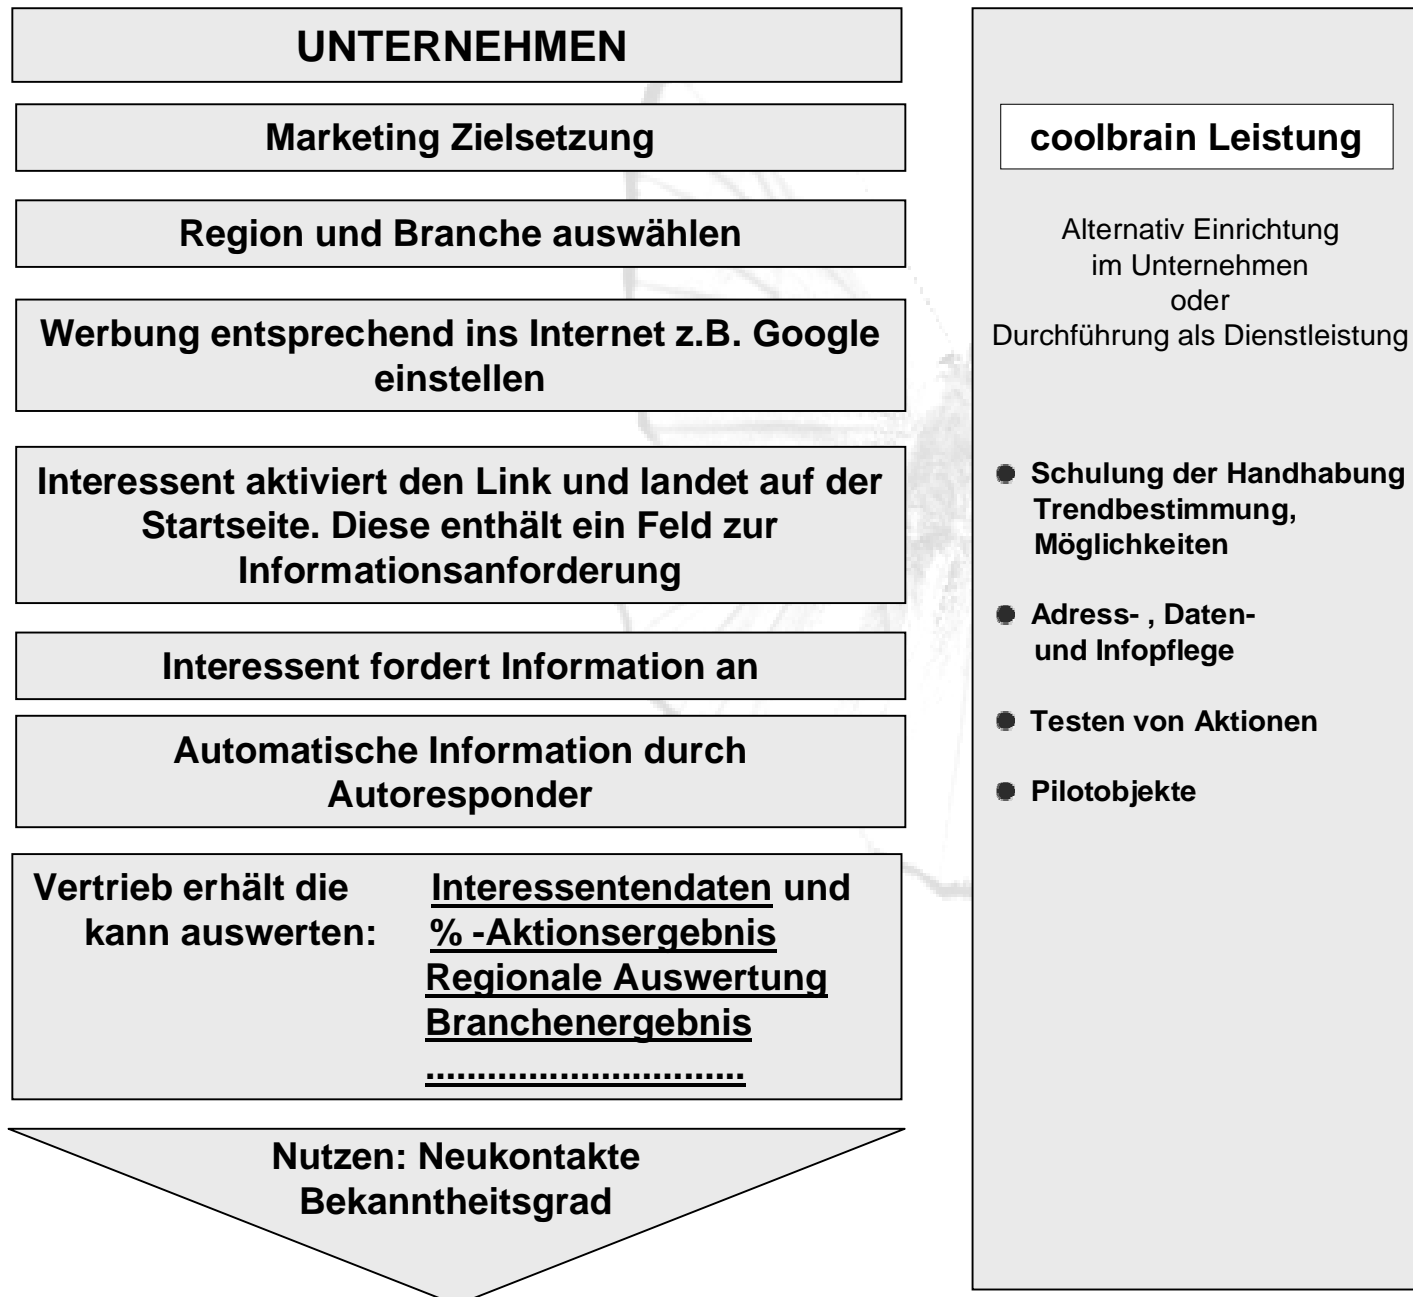 UNTERNEHMEN
Marketing Zielsetzung
Region und Branche auswählen
Werbung entsprechend ins Internet z.B. Google
einstellen
Interessent aktiviert den Link und landet auf der
Startseite. Diese enthält ein Feld zur
Informationsanforderung
Interessent fordert Information an
Automatische Information durch
Autoresponder
Vertrieb erhält die Interessentendaten und
kann auswerten: % -Aktionsergebnis
Regionale Auswertung
Branchenergebnis
...............................
Nutzen: Neukontakte
Bekanntheitsgrad
coolbrain Leistung
Alternativ Einrichtung
im Unternehmen
oder
Durchführung als Dienstleistung
● Schulung der Handhabung
Trendbestimmung,
Möglichkeiten
● Adress- , Daten-
und Infopflege
● Testen von Aktionen
● Pilotobjekte